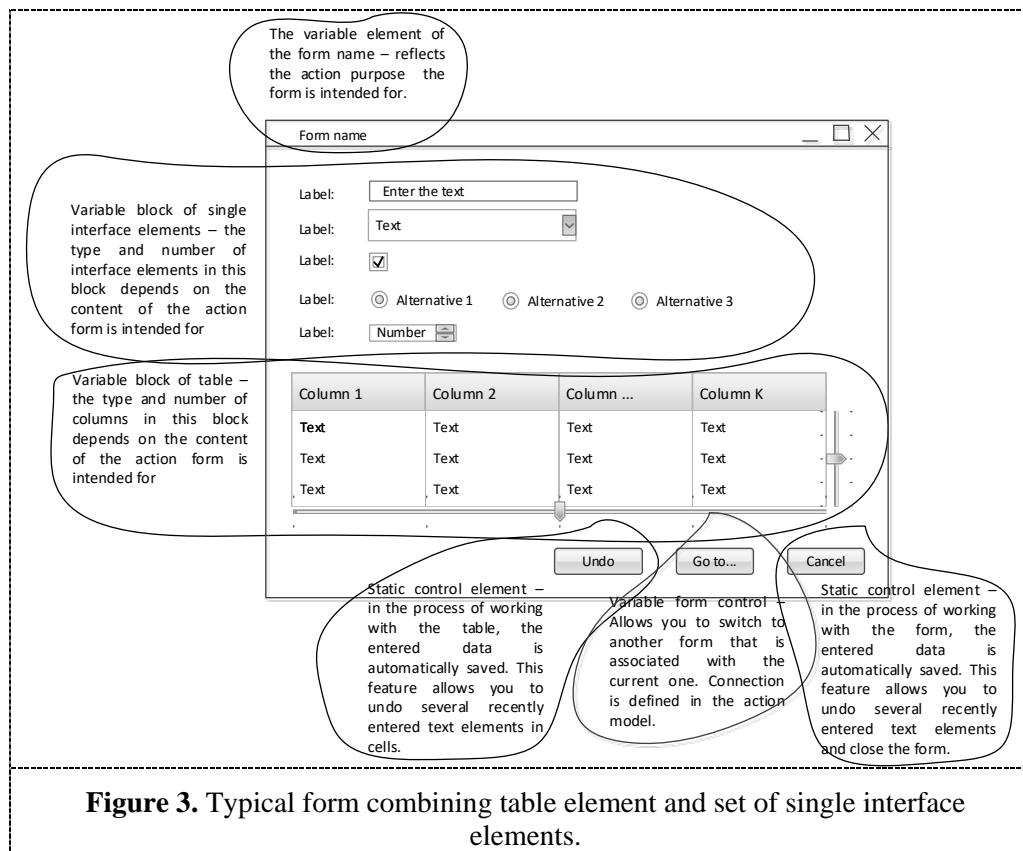 The variable element of
the form name – reflects
the action purpose the
form is intended for.
Form name
Variable block of single
interface elements – the
type and number of
interface elements in this
block depends on the
content of the action
form is intended for
Label: Enter the text
Label: Text
Label:
Label: Alternative 1 Alternative 2 Alternative 3
Label: Number
Variable block of table –
the type and number of
columns in this block
depends on the content
of the action form is
intended for
Column 1 Column 2 Column ... Column K
Text Text Text Text
Text Text Text Text
Text Text Text Text
Undo Go to... Cancel
Static control element –
in the process of working
with the table, the
entered data is
automatically saved. This
feature allows you to
undo several recently
entered text elements in
cells.
Variable form control –
Allows you to switch to
another form that is
associated with the
current one. Connection
is defined in the action
model.
Static control element –
in the process of working
with the form, the
entered data is
automatically saved. This
feature allows you to
undo several recently
entered text elements
and close the form.
Figure 3. Typical form combining table element and set of single interface
elements.